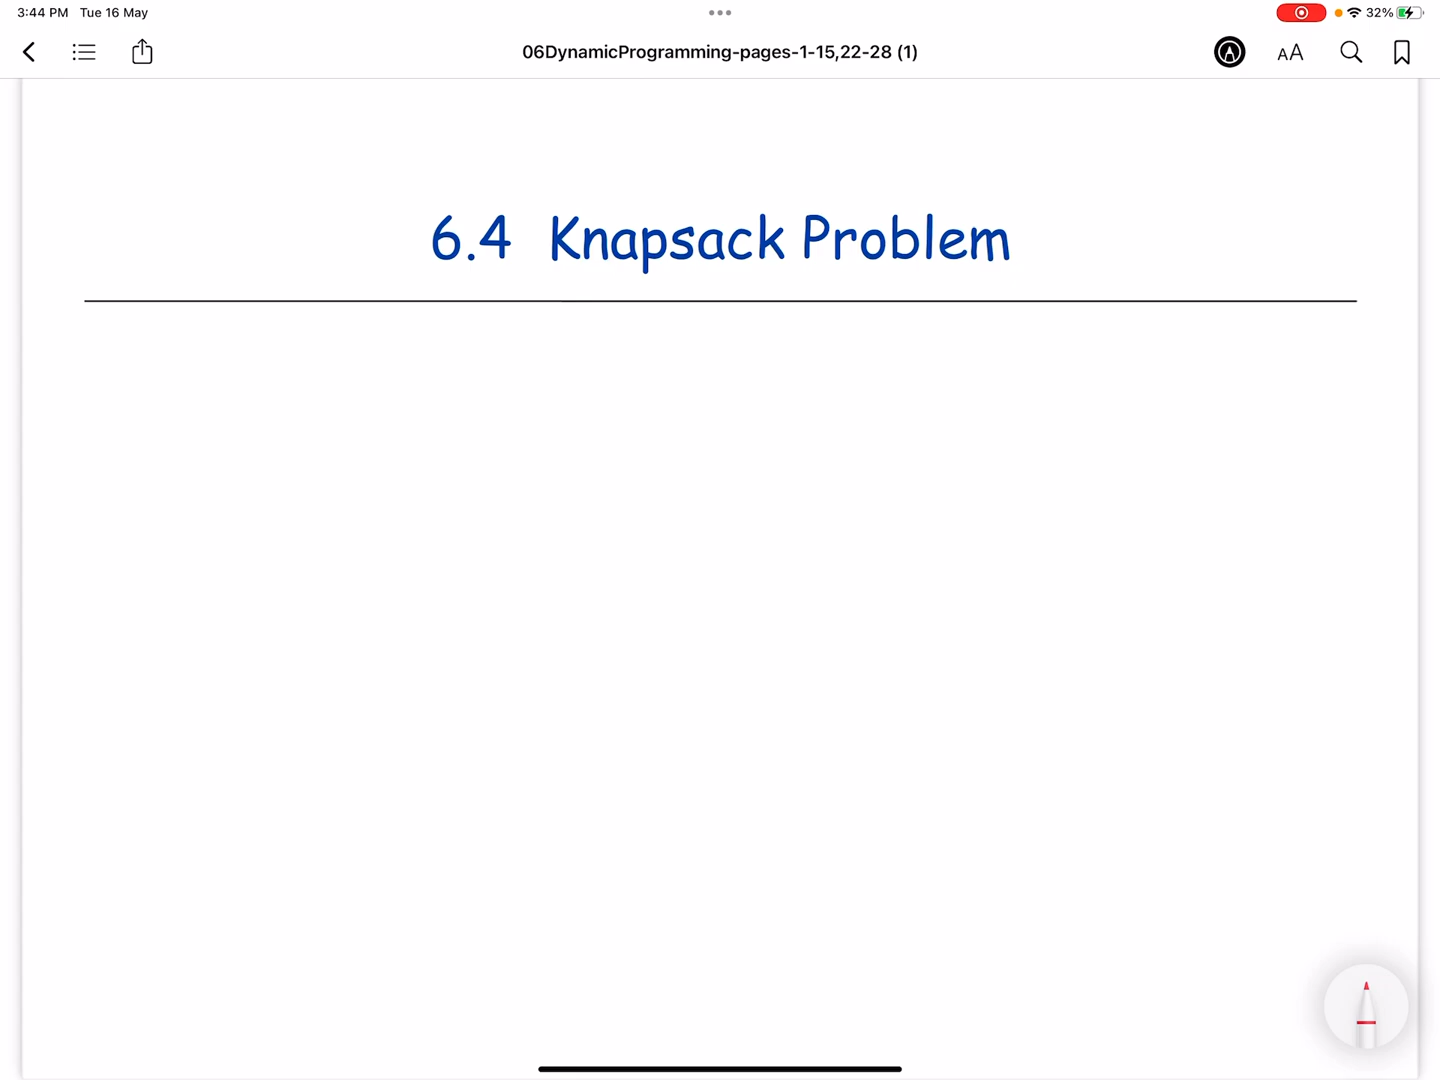 3:44 PM Tue 16 May
32%
06DynamicProgramming-pages-1-15,22-28 (1)
AA
6.4 Knapsack Problem